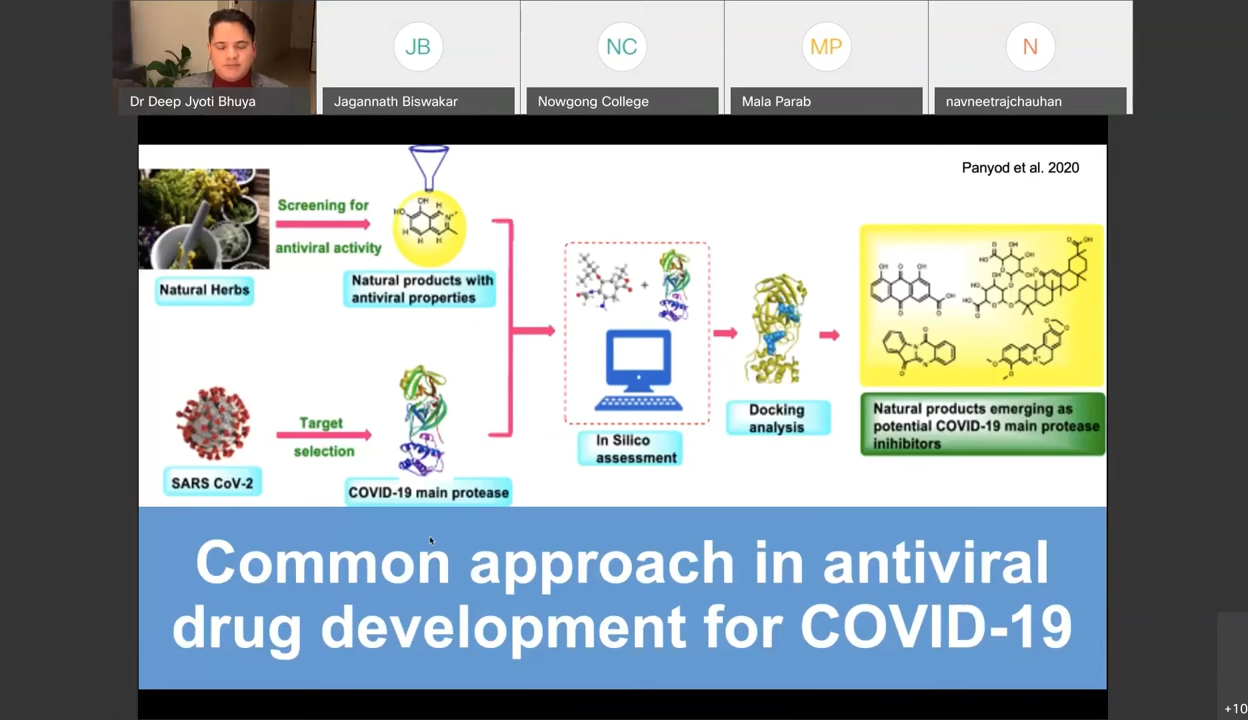 JB
NC
MP
N
Dr Deep Jyoti Bhuya
Jagannath Biswakar
Nowgong College
Mala Parab
navneetrajchauhan
Panyod et al. 2020
Screening for
antiviral activity
Natural Herbs
OH
HO
H
N
H
H
H
Natural products with
antiviral properties
+
SARS CoV-2
Target
selection
COVID-19 main protease
In Silico
assessment
Docking
analysis
Natural products emerging as
potential COVID-19 main protease
inihibitors
Common approach in antiviral
drug development for COVID-19
+10